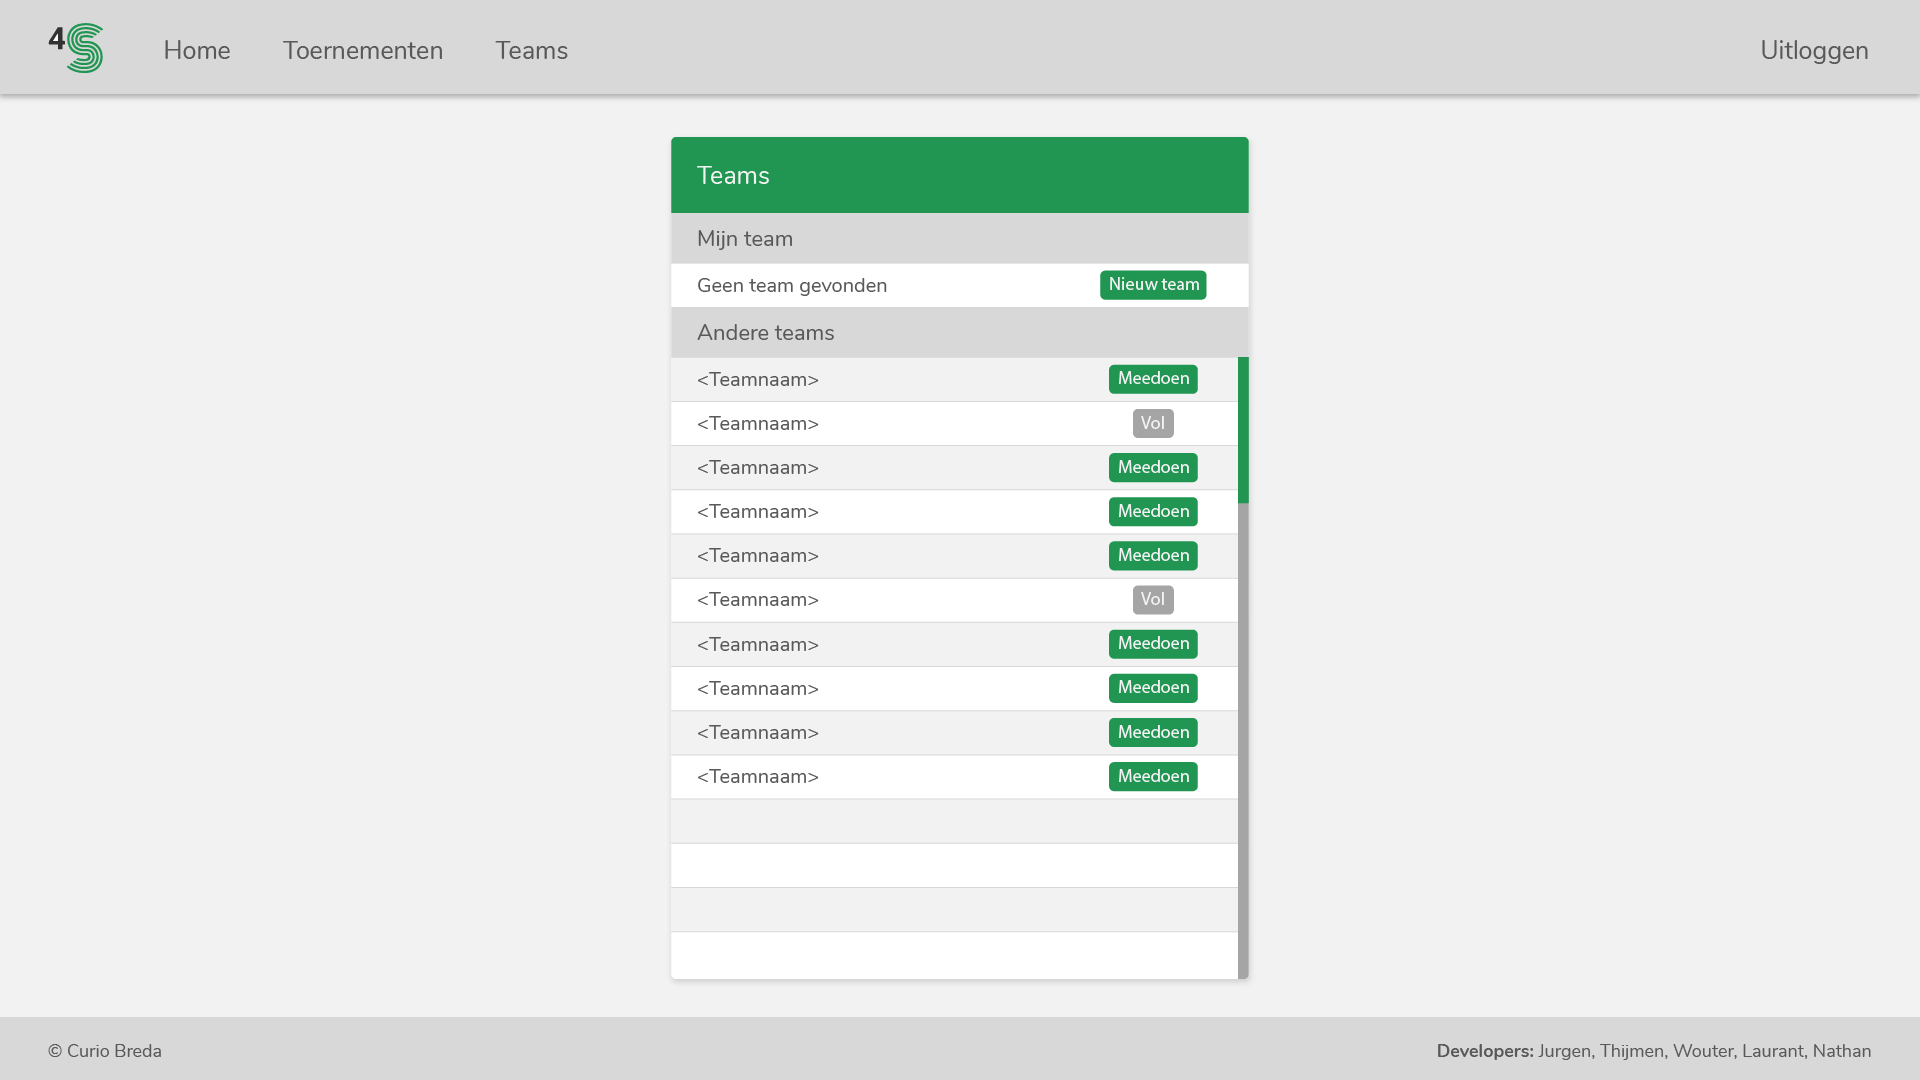 4S
Home Toernementen Teams Uitloggen
Teams
Mijn team
Geen team gevonden Nieuw team
Andere teams
<Teamnaam> Meedoen
<Teamnaam> Vol
<Teamnaam> Meedoen
<Teamnaam> Meedoen
<Teamnaam> Meedoen
<Teamnaam> Vol
<Teamnaam> Meedoen
<Teamnaam> Meedoen
<Teamnaam> Meedoen
<Teamnaam> Meedoen
© Curio Breda Developers: Jurgen, Thijmen, Wouter, Laurant, Nathan